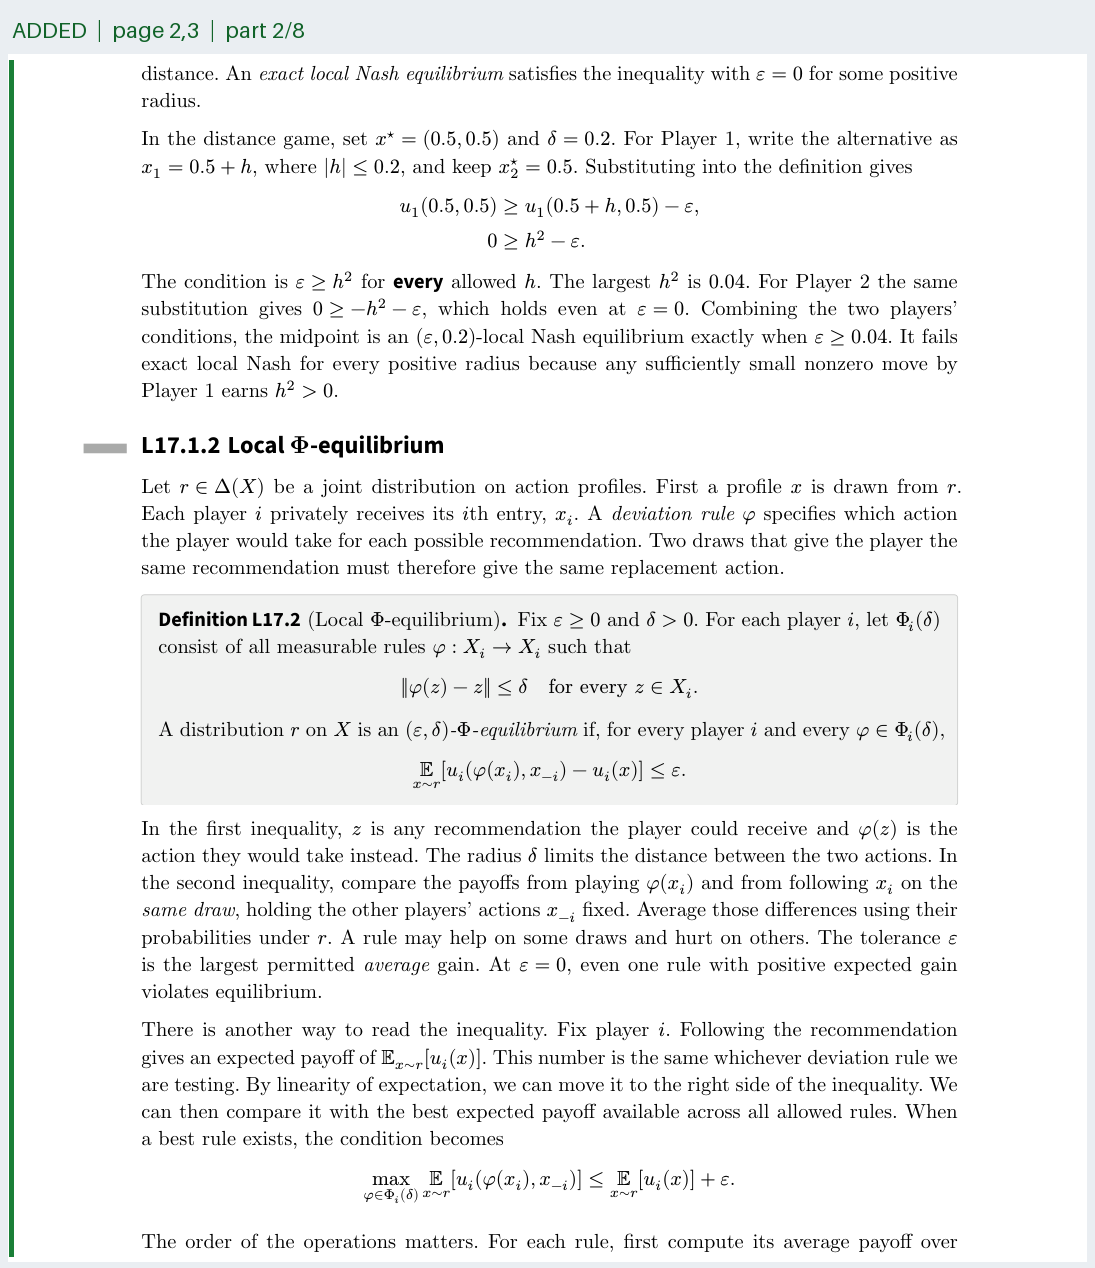 ADDED | page 2,3 | part 2/8
distance. An exact local Nash equilibrium satisfies the inequality with ε = 0 for some positive
radius.
In the distance game, set x⋆ = (0.5, 0.5) and δ = 0.2. For Player 1, write the alternative as
x₁ = 0.5 + h, where |h| ≤ 0.2, and keep x₂⋆ = 0.5. Substituting into the definition gives
u₁(0.5, 0.5) ≥ u₁(0.5 + h, 0.5) − ε,
0 ≥ h² − ε.
The condition is ε ≥ h² for every allowed h. The largest h² is 0.04. For Player 2 the same
substitution gives 0 ≥ −h² − ε, which holds even at ε = 0. Combining the two players’
conditions, the midpoint is an (ε, 0.2)-local Nash equilibrium exactly when ε ≥ 0.04. It fails
exact local Nash for every positive radius because any sufficiently small nonzero move by
Player 1 earns h² > 0.
L17.1.2 Local Φ-equilibrium
Let r ∈ Δ(X) be a joint distribution on action profiles. First a profile x is drawn from r.
Each player i privately receives its ith entry, xᵢ. A deviation rule φ specifies which action
the player would take for each possible recommendation. Two draws that give the player the
same recommendation must therefore give the same replacement action.
Definition L17.2 (Local Φ-equilibrium). Fix ε ≥ 0 and δ > 0. For each player i, let Φᵢ(δ)
consist of all measurable rules φ : Xᵢ → Xᵢ such that
‖φ(z) − z‖ ≤ δ for every z ∈ Xᵢ.
A distribution r on X is an (ε, δ)-Φ-equilibrium if, for every player i and every φ ∈ Φᵢ(δ),
𝔼_{x∼r}[uᵢ(φ(xᵢ), x₋ᵢ) − uᵢ(x)] ≤ ε.
In the first inequality, z is any recommendation the player could receive and φ(z) is the
action they would take instead. The radius δ limits the distance between the two actions. In
the second inequality, compare the payoffs from playing φ(xᵢ) and from following xᵢ on the
same draw, holding the other players’ actions x₋ᵢ fixed. Average those differences using their
probabilities under r. A rule may help on some draws and hurt on others. The tolerance ε
is the largest permitted average gain. At ε = 0, even one rule with positive expected gain
violates equilibrium.
There is another way to read the inequality. Fix player i. Following the recommendation
gives an expected payoff of 𝔼_{x∼r}[uᵢ(x)]. This number is the same whichever deviation rule we
are testing. By linearity of expectation, we can move it to the right side of the inequality. We
can then compare it with the best expected payoff available across all allowed rules. When
a best rule exists, the condition becomes
max_{φ∈Φᵢ(δ)} 𝔼_{x∼r}[uᵢ(φ(xᵢ), x₋ᵢ)] ≤ 𝔼_{x∼r}[uᵢ(x)] + ε.
The order of the operations matters. For each rule, first compute its average payoff over